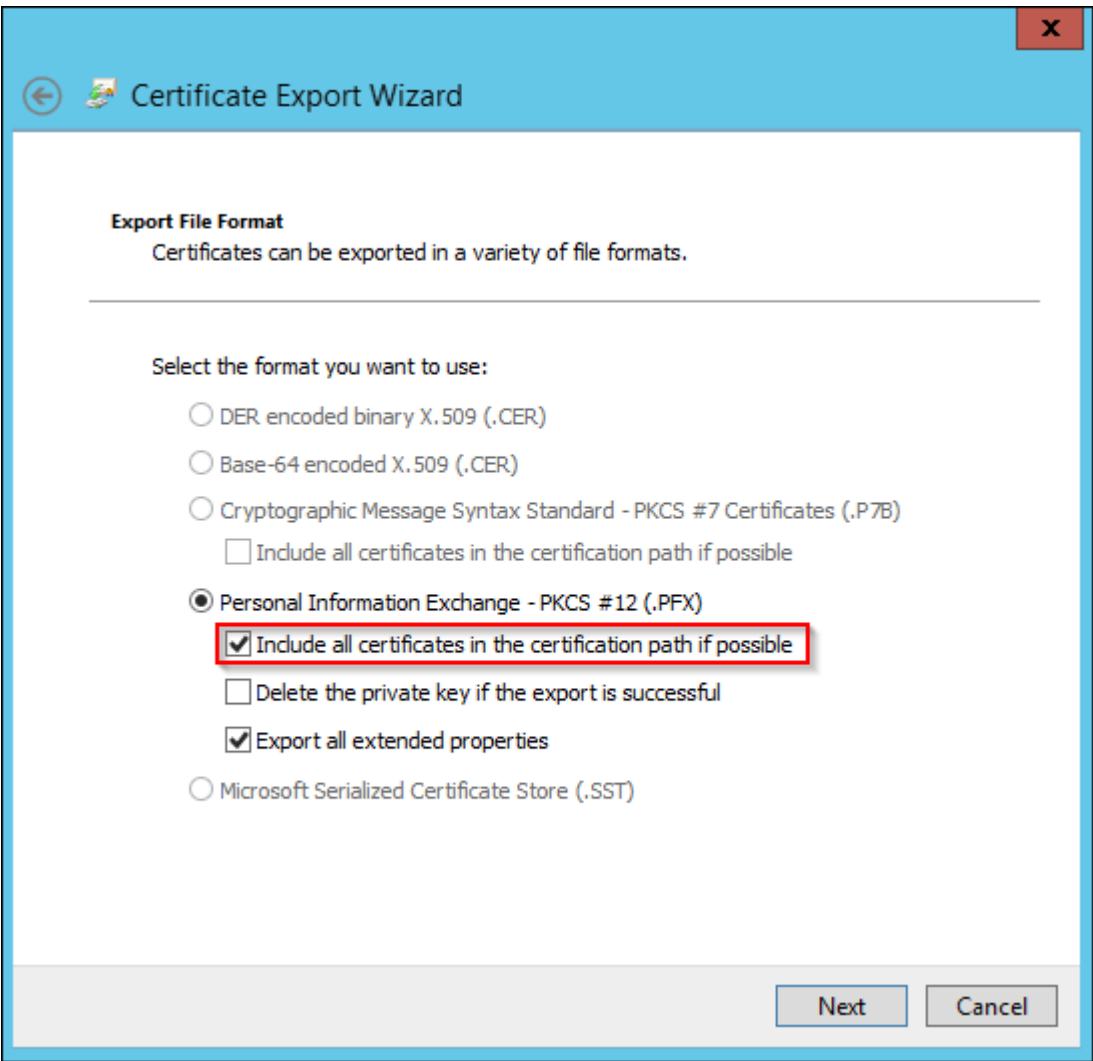 x
Certificate Export Wizard
Export File Format
Certificates can be exported in a variety of file formats.
Select the format you want to use:
DER encoded binary X.509 (.CER)
Base-64 encoded X.509 (.CER)
Cryptographic Message Syntax Standard - PKCS #7 Certificates (.P7B)
Include all certificates in the certification path if possible
Personal Information Exchange - PKCS #12 (.PFX)
Include all certificates in the certification path if possible
Delete the private key if the export is successful
Export all extended properties
Microsoft Serialized Certificate Store (.SST)
Next Cancel